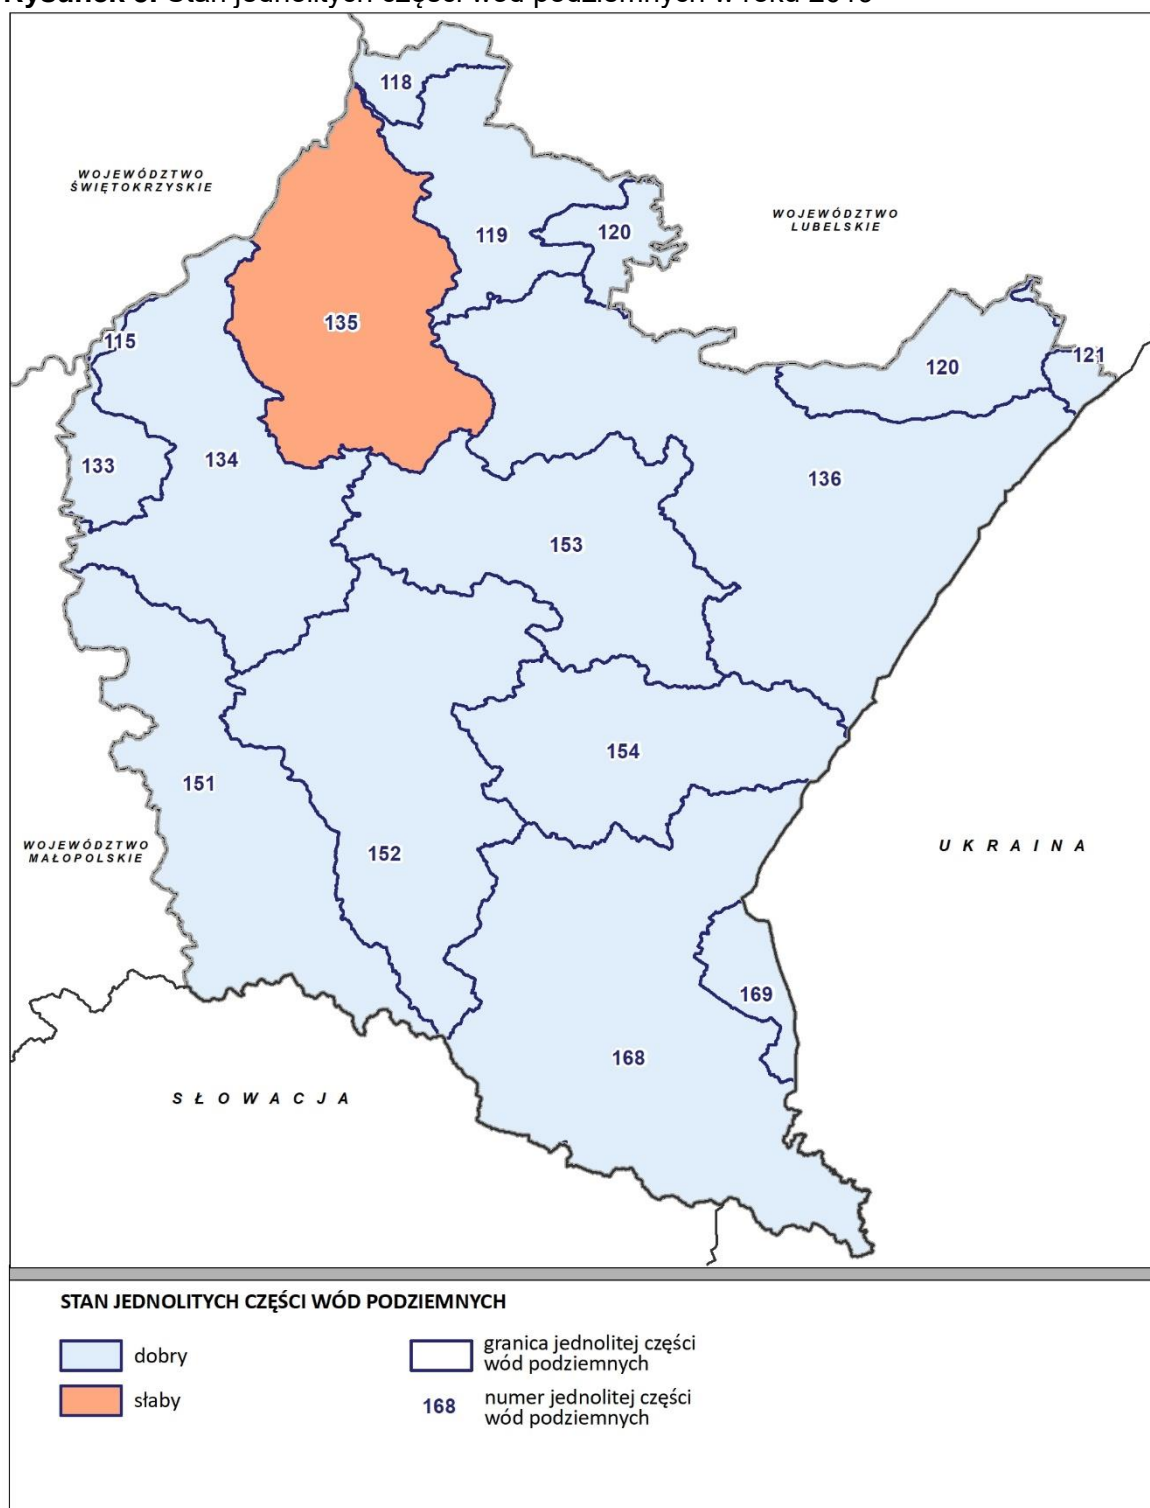 118
WOJEWÓDZTWO
ŚWIĘTOKRZYSKIE
WOJEWÓDZTWO
LUBELSKIE
119
120
135
115
120
121
133
134
136
153
154
151
WOJEWÓDZTWO
MAŁOPOLSKIE
152
UKRAINA
169
168
SŁOWACJA
STAN JEDNOLITYCH CZĘŚCI WÓD PODZIEMNYCH
dobry
słaby
granica jednolitej części
wód podziemnych
168
numer jednolitej części
wód podziemnych